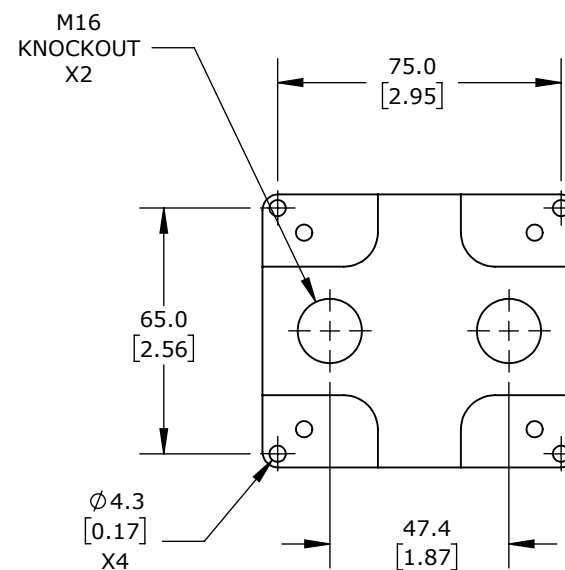 M16
KNOCKOUT
X2
75.0
[2.95]
65.0
[2.56]
⌀4.3
[0.17]
X4
47.4
[1.87]